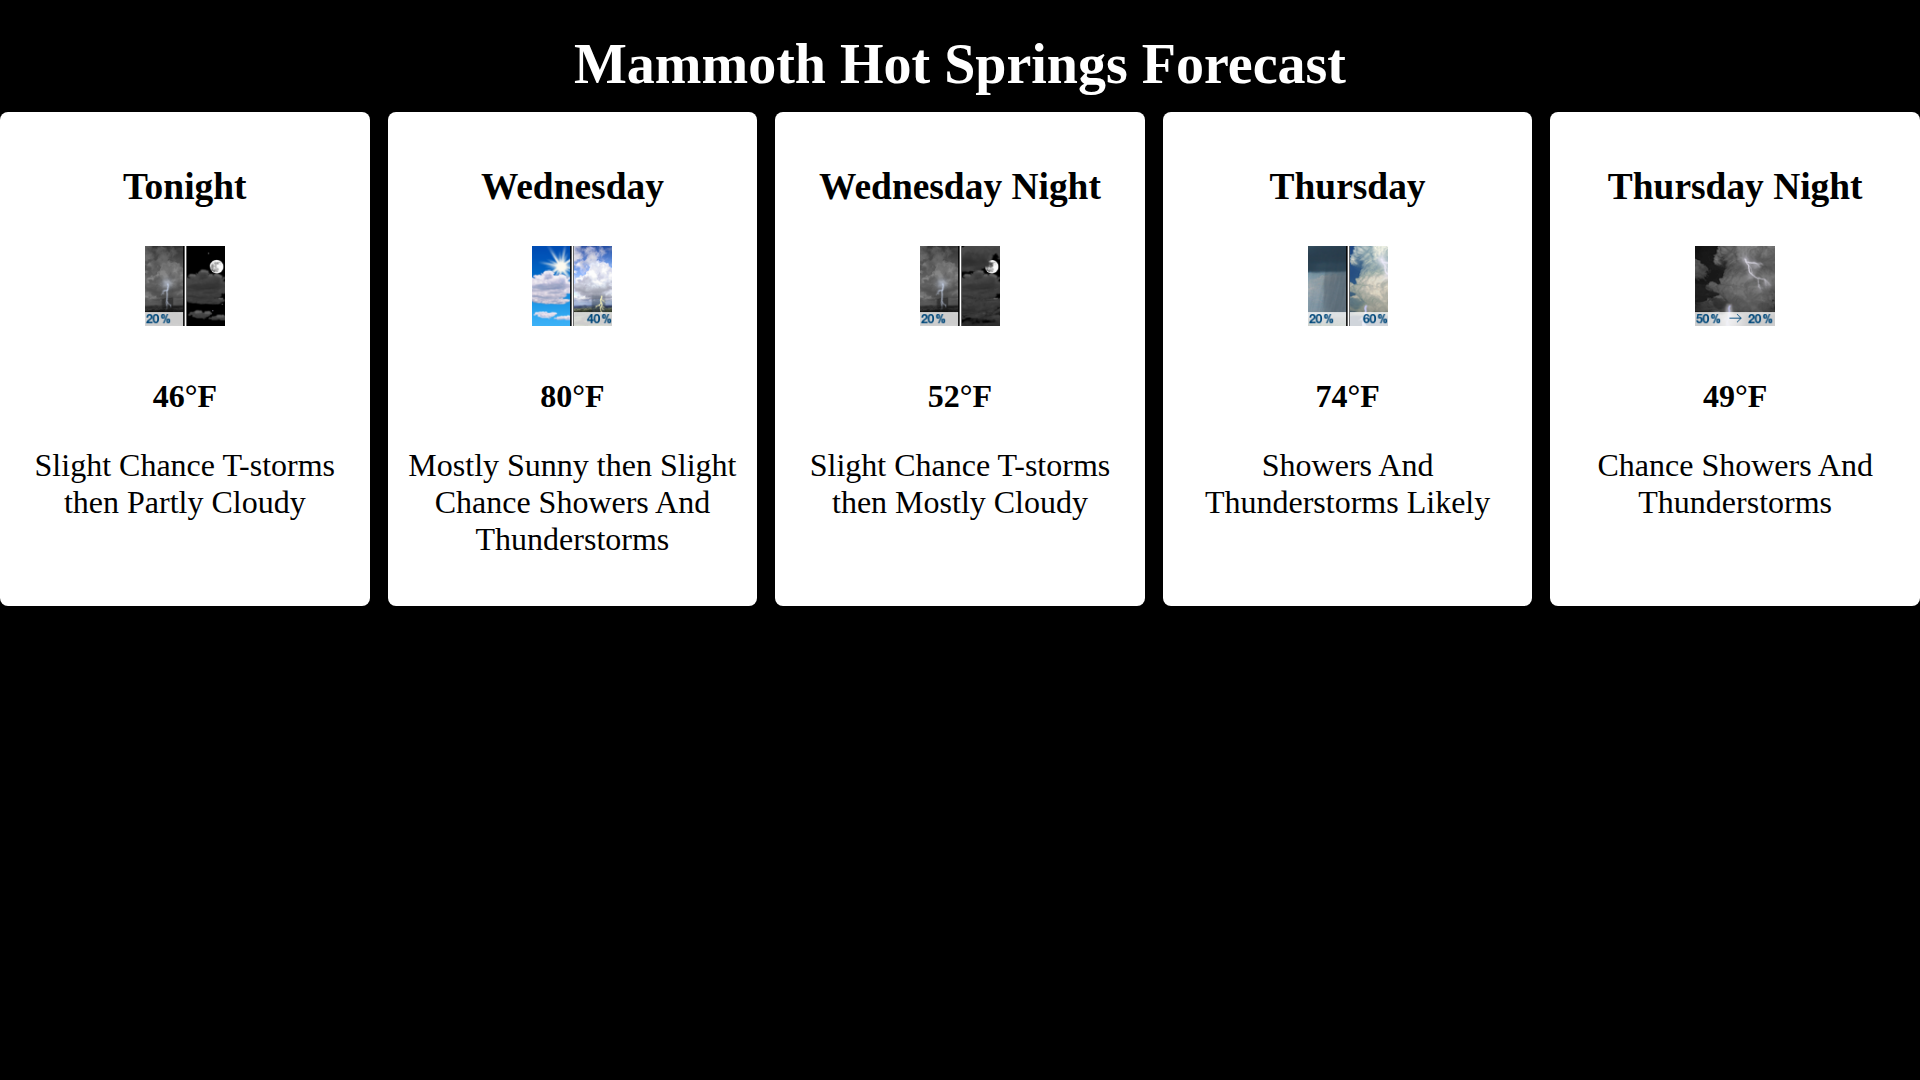 Mammoth Hot Springs Forecast
Tonight
20%
46°F
Slight Chance T-storms
then Partly Cloudy
Wednesday
40%
80°F
Mostly Sunny then Slight
Chance Showers And
Thunderstorms
Wednesday Night
20%
52°F
Slight Chance T-storms
then Mostly Cloudy
Thursday
20% 60%
74°F
Showers And
Thunderstorms Likely
Thursday Night
50% → 20%
49°F
Chance Showers And
Thunderstorms